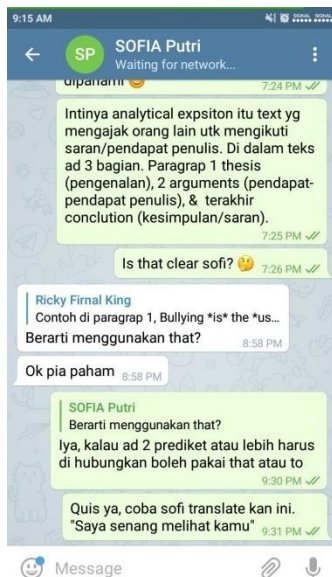 9:15 AM
SP
SOFIA Putri
Waiting for network...
dipahami
7:24 PM
Intinya analytical expsiton itu text yg
mengajak orang lain utk mengikuti
saran/pendapat penulis. Di dalam teks
ad 3 bagian. Paragrap 1 thesis
(pengenalan), 2 arguments (pendapat-
pendapat penulis), & terakhir
conclution (kesimpulan/saran).
7:25 PM
Is that clear sofi? 🤔 7:26 PM
Ricky Firnal King
Contoh di paragrap 1, Bullying *is* the *us...
Berarti menggunakan that?
8:58 PM
Ok pia paham 8:58 PM
SOFIA Putri
Berarti menggunakan that?
Iya, kalau ad 2 prediket atau lebih harus
di hubungkan boleh pakai that atau to
9:30 PM
Quis ya, coba sofi translate kan ini.
"Saya senang melihat kamu" 9:31 PM
Message